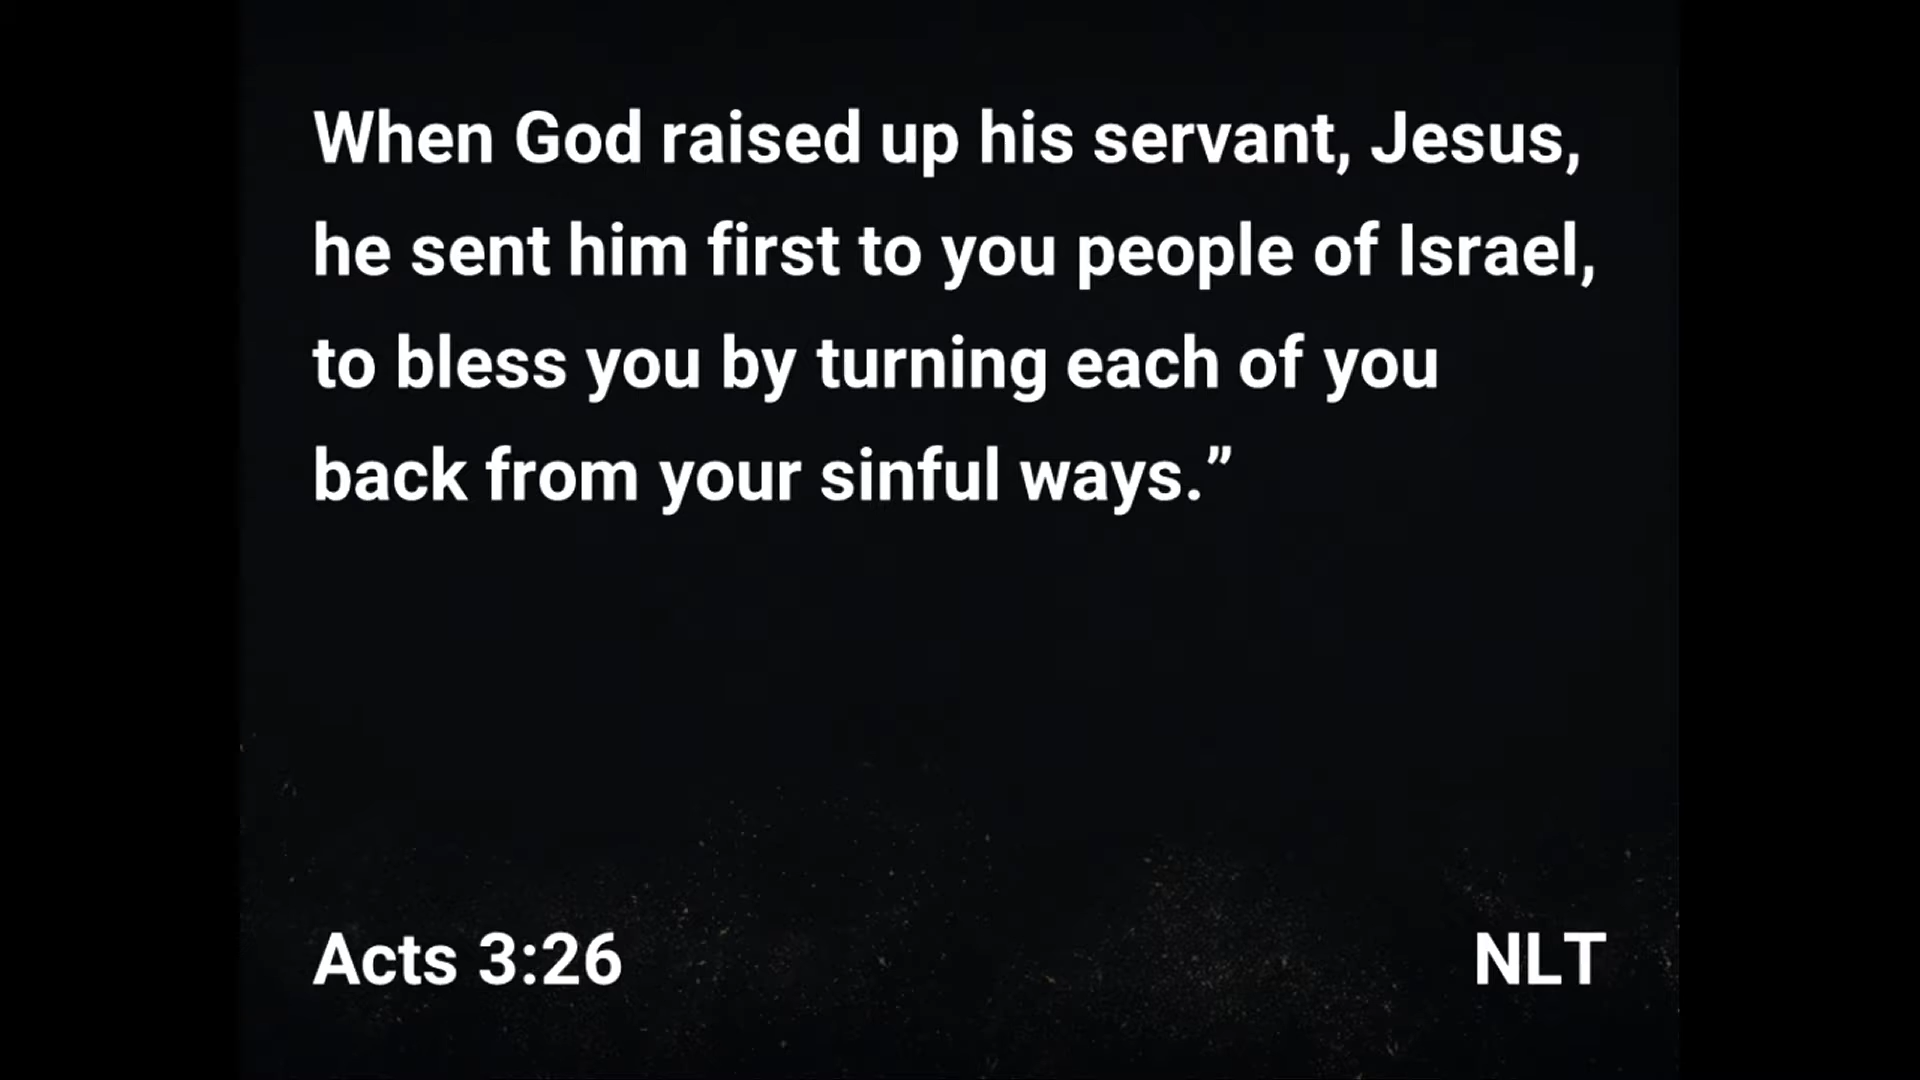 When God raised up his servant, Jesus,
he sent him first to you people of Israel,
to bless you by turning each of you
back from your sinful ways.”
Acts 3:26
NLT